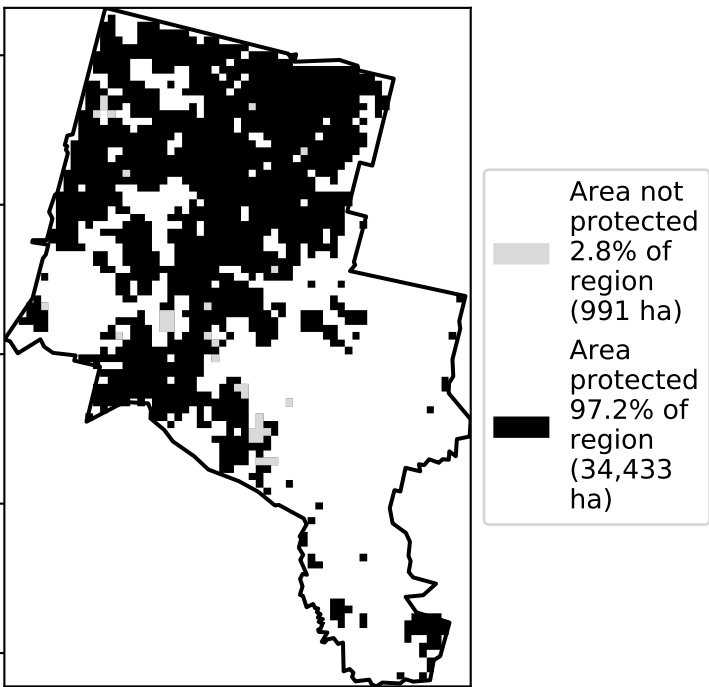 Area not
protected
2.8% of
region
(991 ha)
Area
protected
97.2% of
region
(34,433
ha)